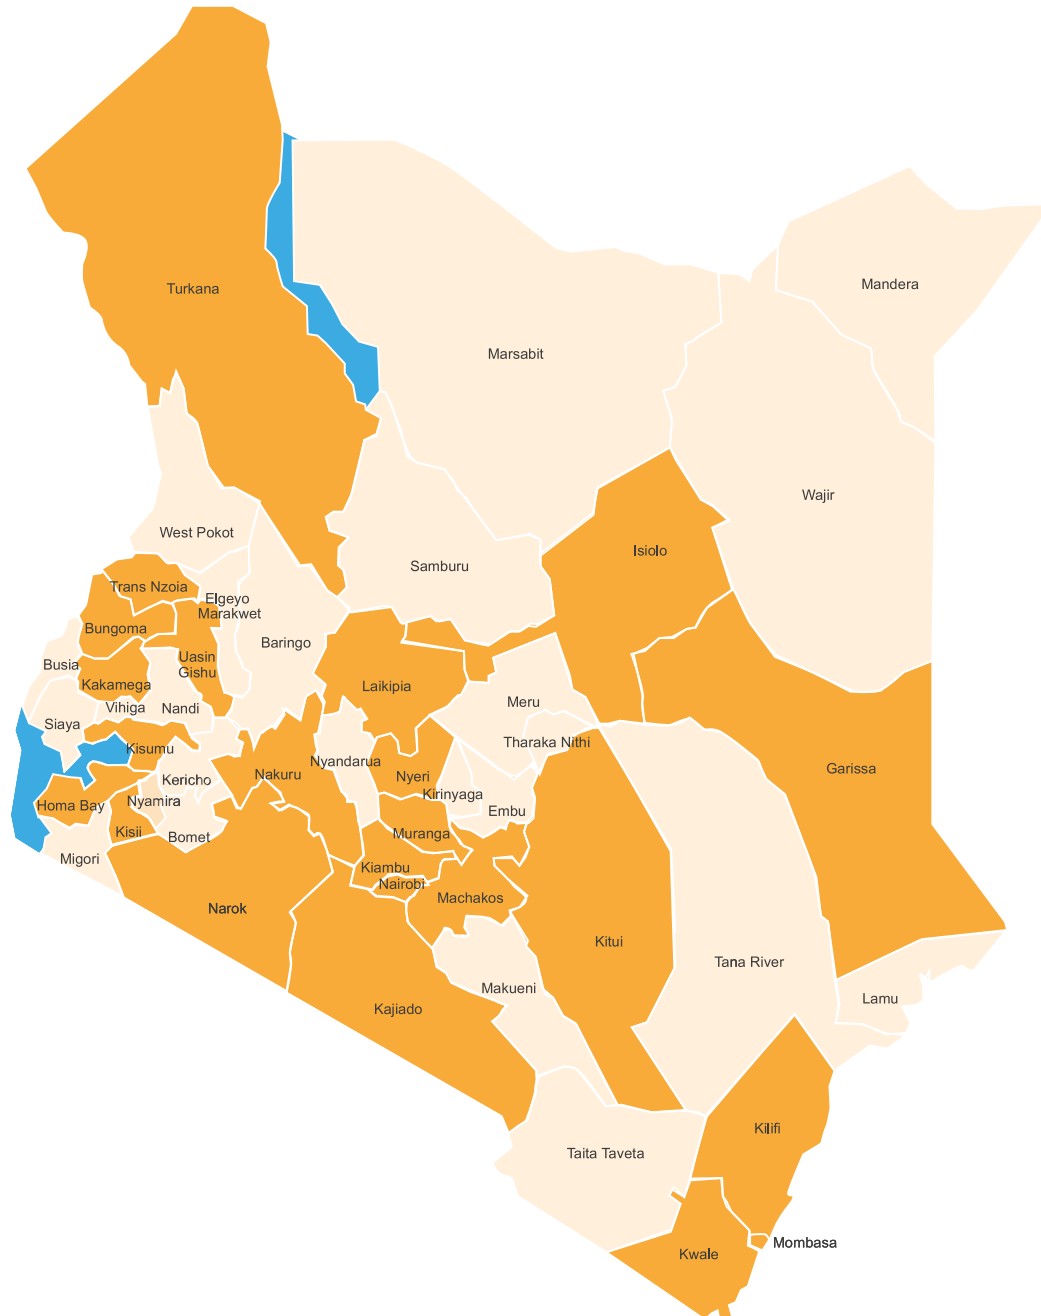 Mandera
Turkana
Marsabit
Wajir
West Pokot
Isiolo
Samburu
Trans Nzoia
Elgeyo
Marakwet
Bungoma
Baringo
Uasin
Gishu
Busia
Kakamega
Laikipia
Meru
Vihiga
Nandi
Siaya
Kisumu
Tharaka Nithi
Nyandarua
Garissa
Nakuru
Nyeri
Kericho
Kirinyaga
Nyamira
Homa Bay
Embu
Kisii
Muranga
Bomet
Migori
Kiambu
Nairobi
Machakos
Narok
Kitui
Tana River
Makueni
Lamu
Kajiado
Kilifi
Taita Taveta
Mombasa
Kwale